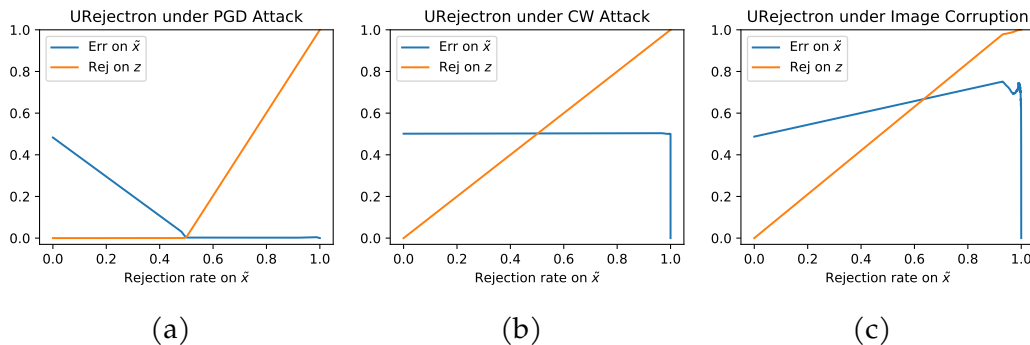 URejectron under PGD Attack
1.0
0.8
0.6
0.4
0.2
0.0
Err on x̃
Rej on z
0.0 0.2 0.4 0.6 0.8 1.0
Rejection rate on x̃
(a)
URejectron under CW Attack
1.0
0.8
0.6
0.4
0.2
0.0
Err on x̃
Rej on z
0.0 0.2 0.4 0.6 0.8 1.0
Rejection rate on x̃
(b)
URejectron under Image Corruption
1.0
0.8
0.6
0.4
0.2
0.0
Err on x̃
Rej on z
0.0 0.2 0.4 0.6 0.8 1.0
Rejection rate on x̃
(c)